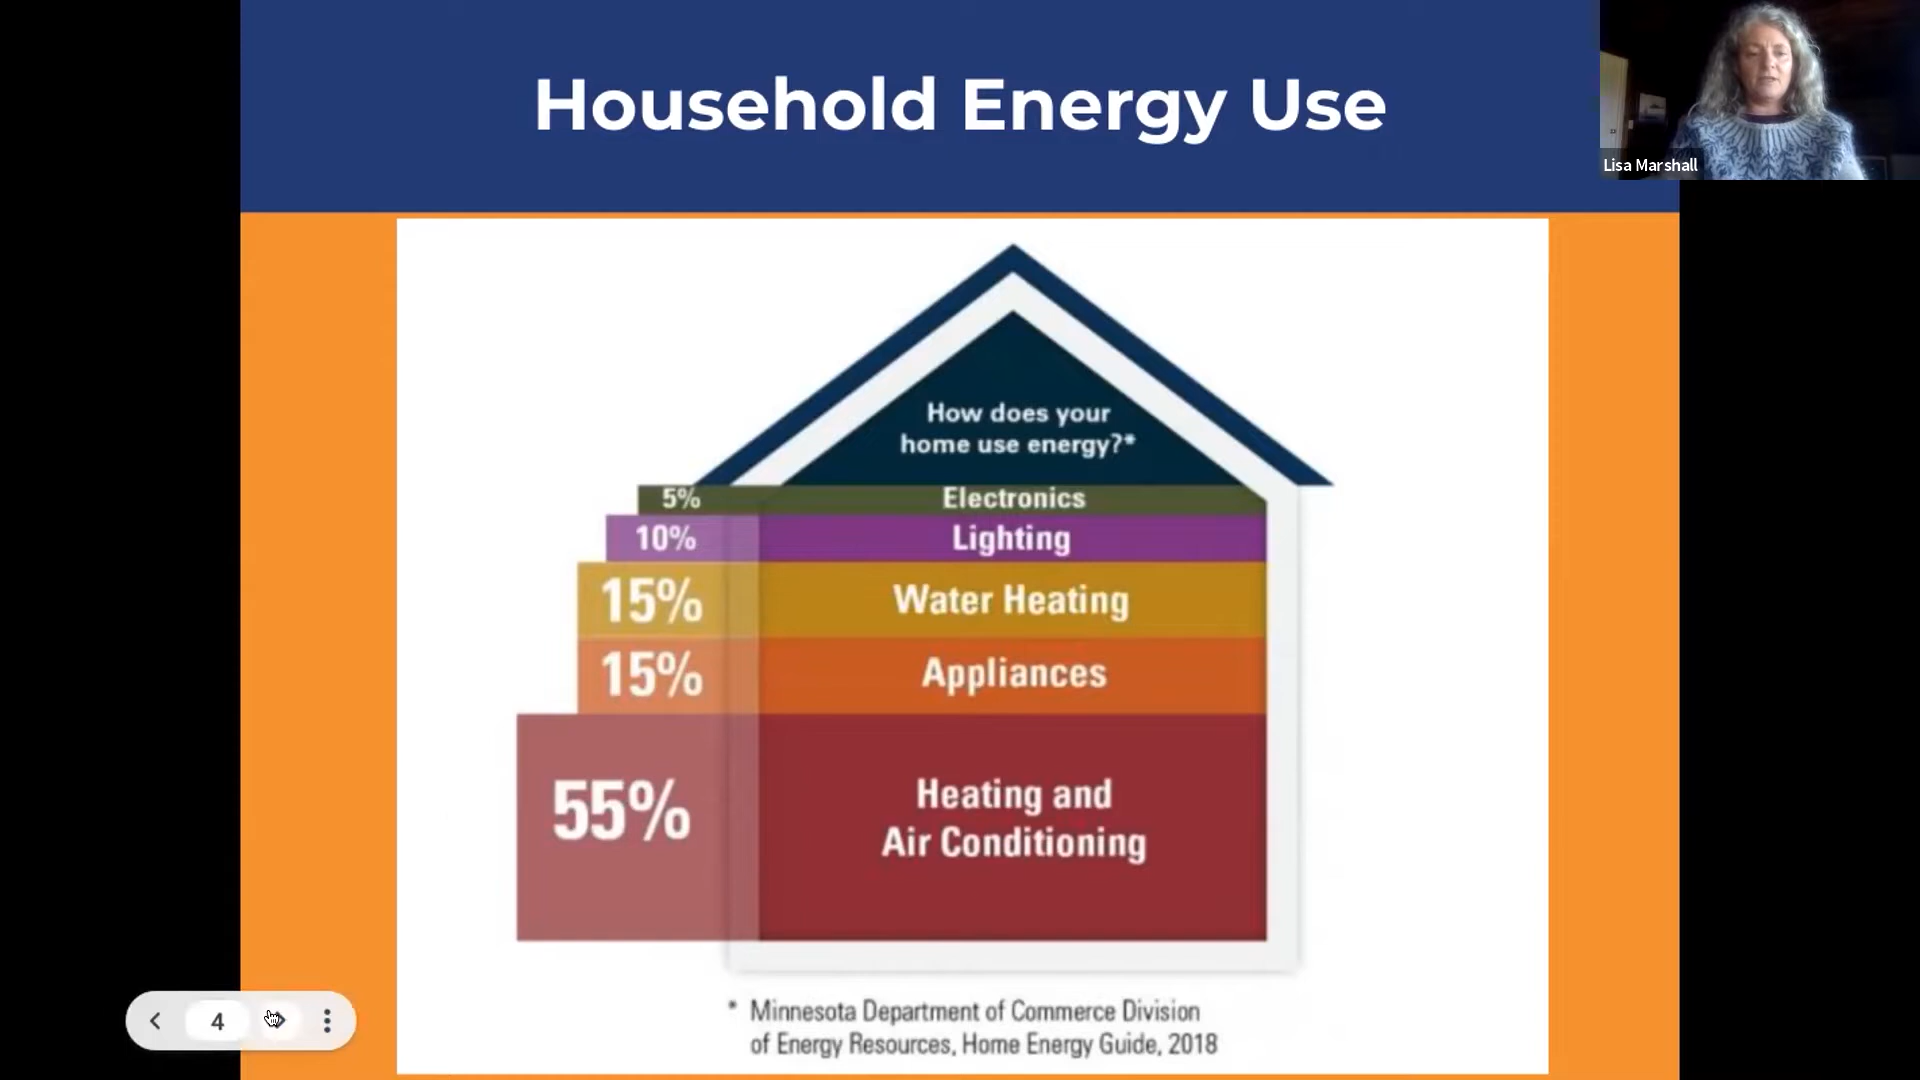 Household Energy Use
Lisa Marshall
How does your
home use energy?*
5% Electronics
10% Lighting
15% Water Heating
15% Appliances
55% Heating and
Air Conditioning
* Minnesota Department of Commerce Division
of Energy Resources, Home Energy Guide, 2018
4